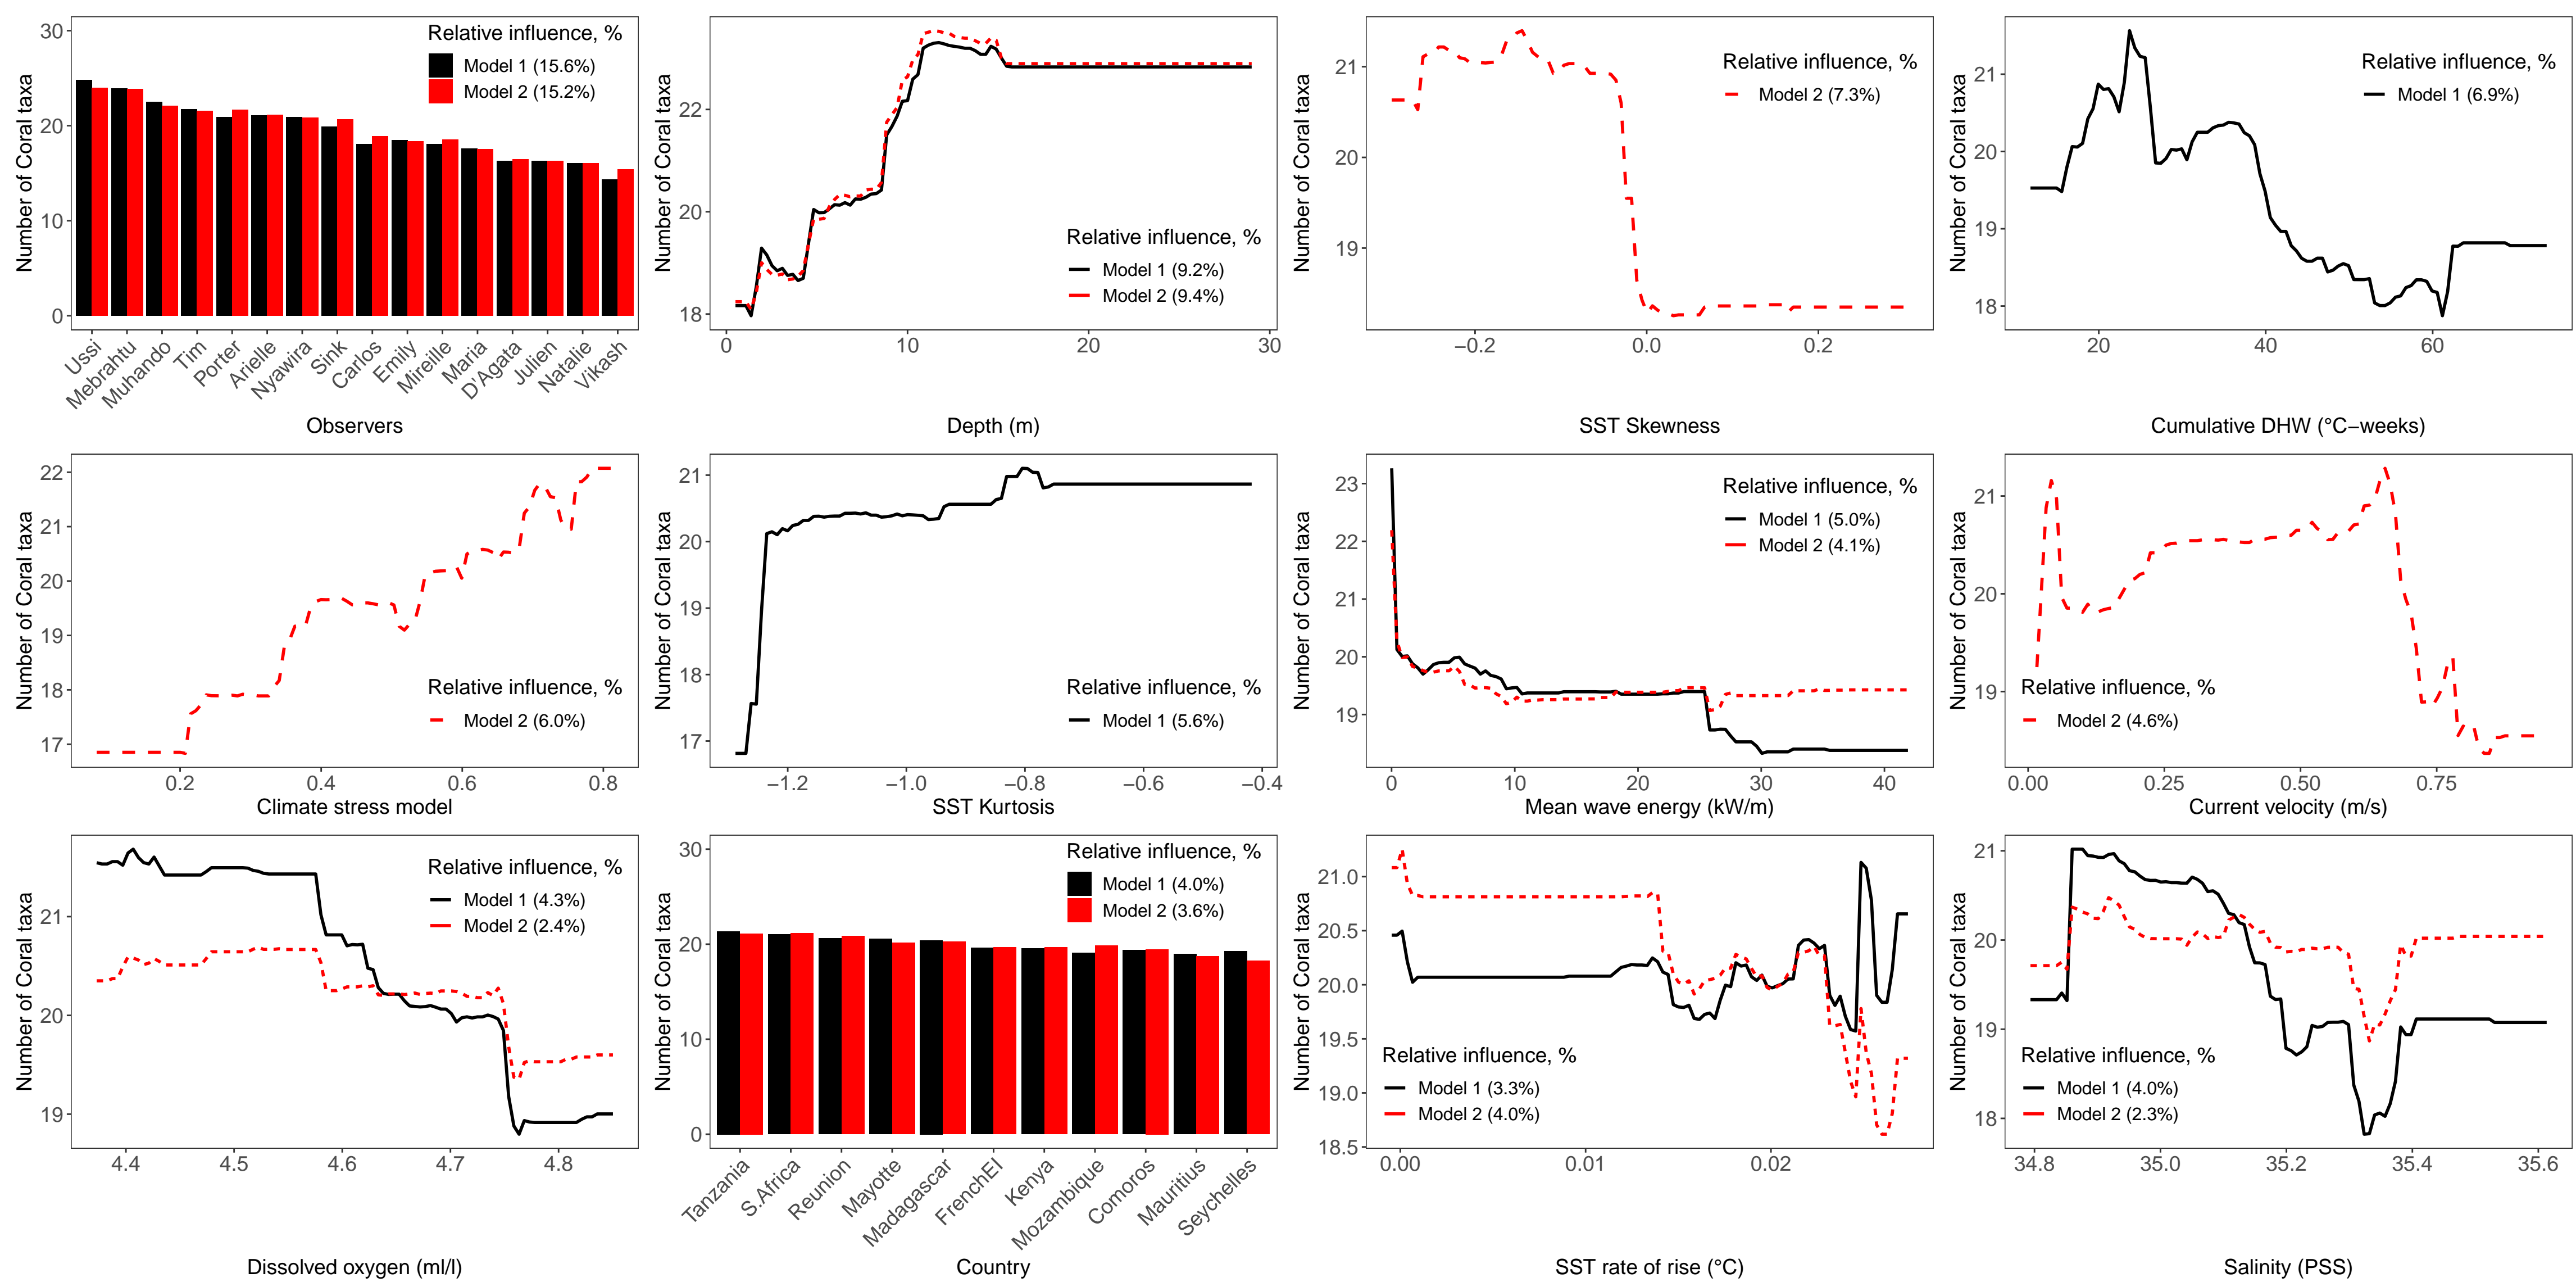 Number of Coral taxa
30
20
10
0
Relative influence, %
Model 1 (15.6%)
Model 2 (15.2%)
Ussi
Mebrahtu
Muhando
Tim
Porter
Arielle
Nyawira
Sink
Carlos
Emily
Mireille
Maria
D'Agata
Julien
Natalie
Vikash
Observers
Number of Coral taxa
22
20
18
Relative influence, %
Model 1 (9.2%)
Model 2 (9.4%)
0 10 20 30
Depth (m)
Number of Coral taxa
21
20
19
Relative influence, %
Model 2 (7.3%)
−0.2 0.0 0.2
SST Skewness
Number of Coral taxa
21
20
19
18
Relative influence, %
Model 1 (6.9%)
20 40 60
Cumulative DHW (°C−weeks)
Number of Coral taxa
22
21
20
19
18
17
Relative influence, %
Model 2 (6.0%)
0.2 0.4 0.6 0.8
Climate stress model
Number of Coral taxa
21
20
19
18
17
Relative influence, %
Model 1 (5.6%)
−1.2 −1.0 −0.8 −0.6 −0.4
SST Kurtosis
Number of Coral taxa
23
22
21
20
19
Relative influence, %
Model 1 (5.0%)
Model 2 (4.1%)
0 10 20 30 40
Mean wave energy (kW/m)
Number of Coral taxa
21
20
19
Relative influence, %
Model 2 (4.6%)
0.00 0.25 0.50 0.75
Current velocity (m/s)
Number of Coral taxa
21
20
19
Relative influence, %
Model 1 (4.3%)
Model 2 (2.4%)
4.4 4.5 4.6 4.7 4.8
Dissolved oxygen (ml/l)
Number of Coral taxa
30
20
10
0
Relative influence, %
Model 1 (4.0%)
Model 2 (3.6%)
Tanzania
S.Africa
Reunion
Mayotte
Madagascar
FrenchEI
Kenya
Mozambique
Comoros
Mauritius
Seychelles
Country
Number of Coral taxa
21.0
20.5
20.0
19.5
19.0
18.5
Relative influence, %
Model 1 (3.3%)
Model 2 (4.0%)
0.00 0.01 0.02
SST rate of rise (°C)
Number of Coral taxa
21
20
19
18
Relative influence, %
Model 1 (4.0%)
Model 2 (2.3%)
34.8 35.0 35.2 35.4 35.6
Salinity (PSS)